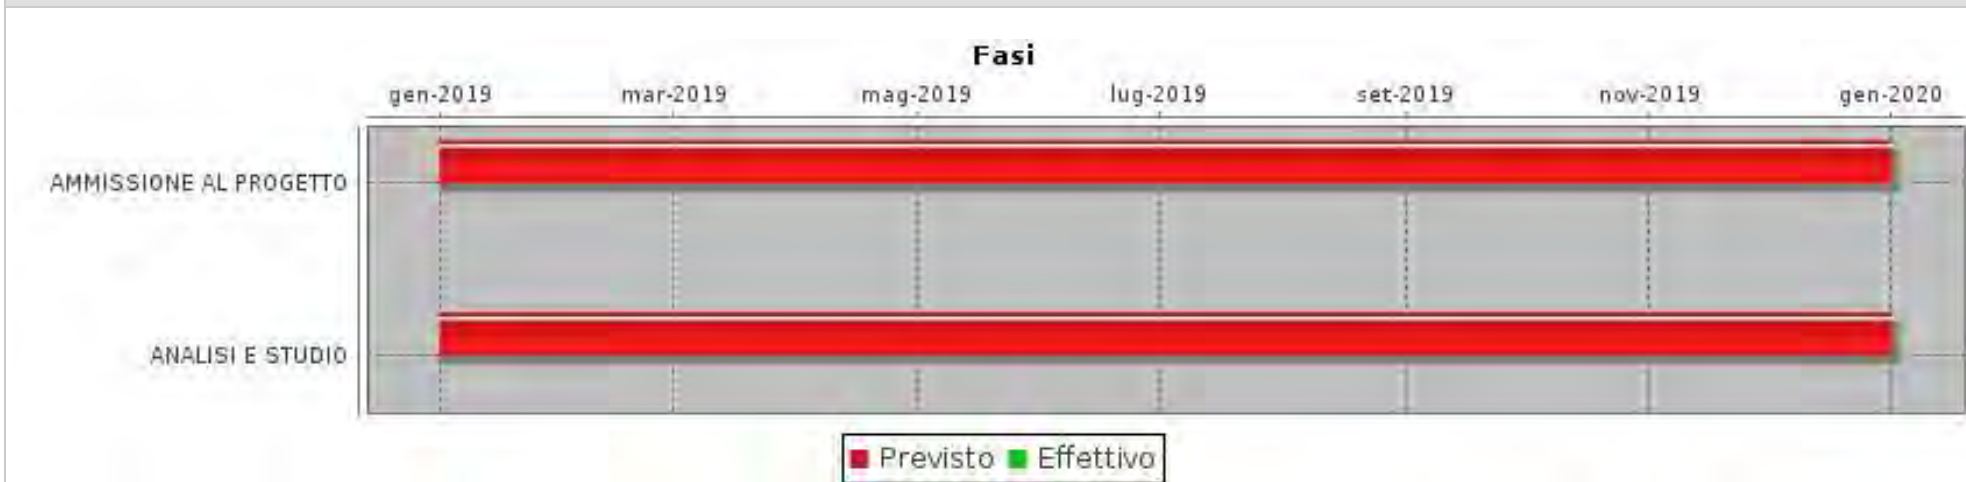 Fasi
gen-2019 mar-2019 mag-2019 lug-2019 set-2019 nov-2019 gen-2020
AMMISSIONE AL PROGETTO
ANALISI E STUDIO
Previsto Effettivo